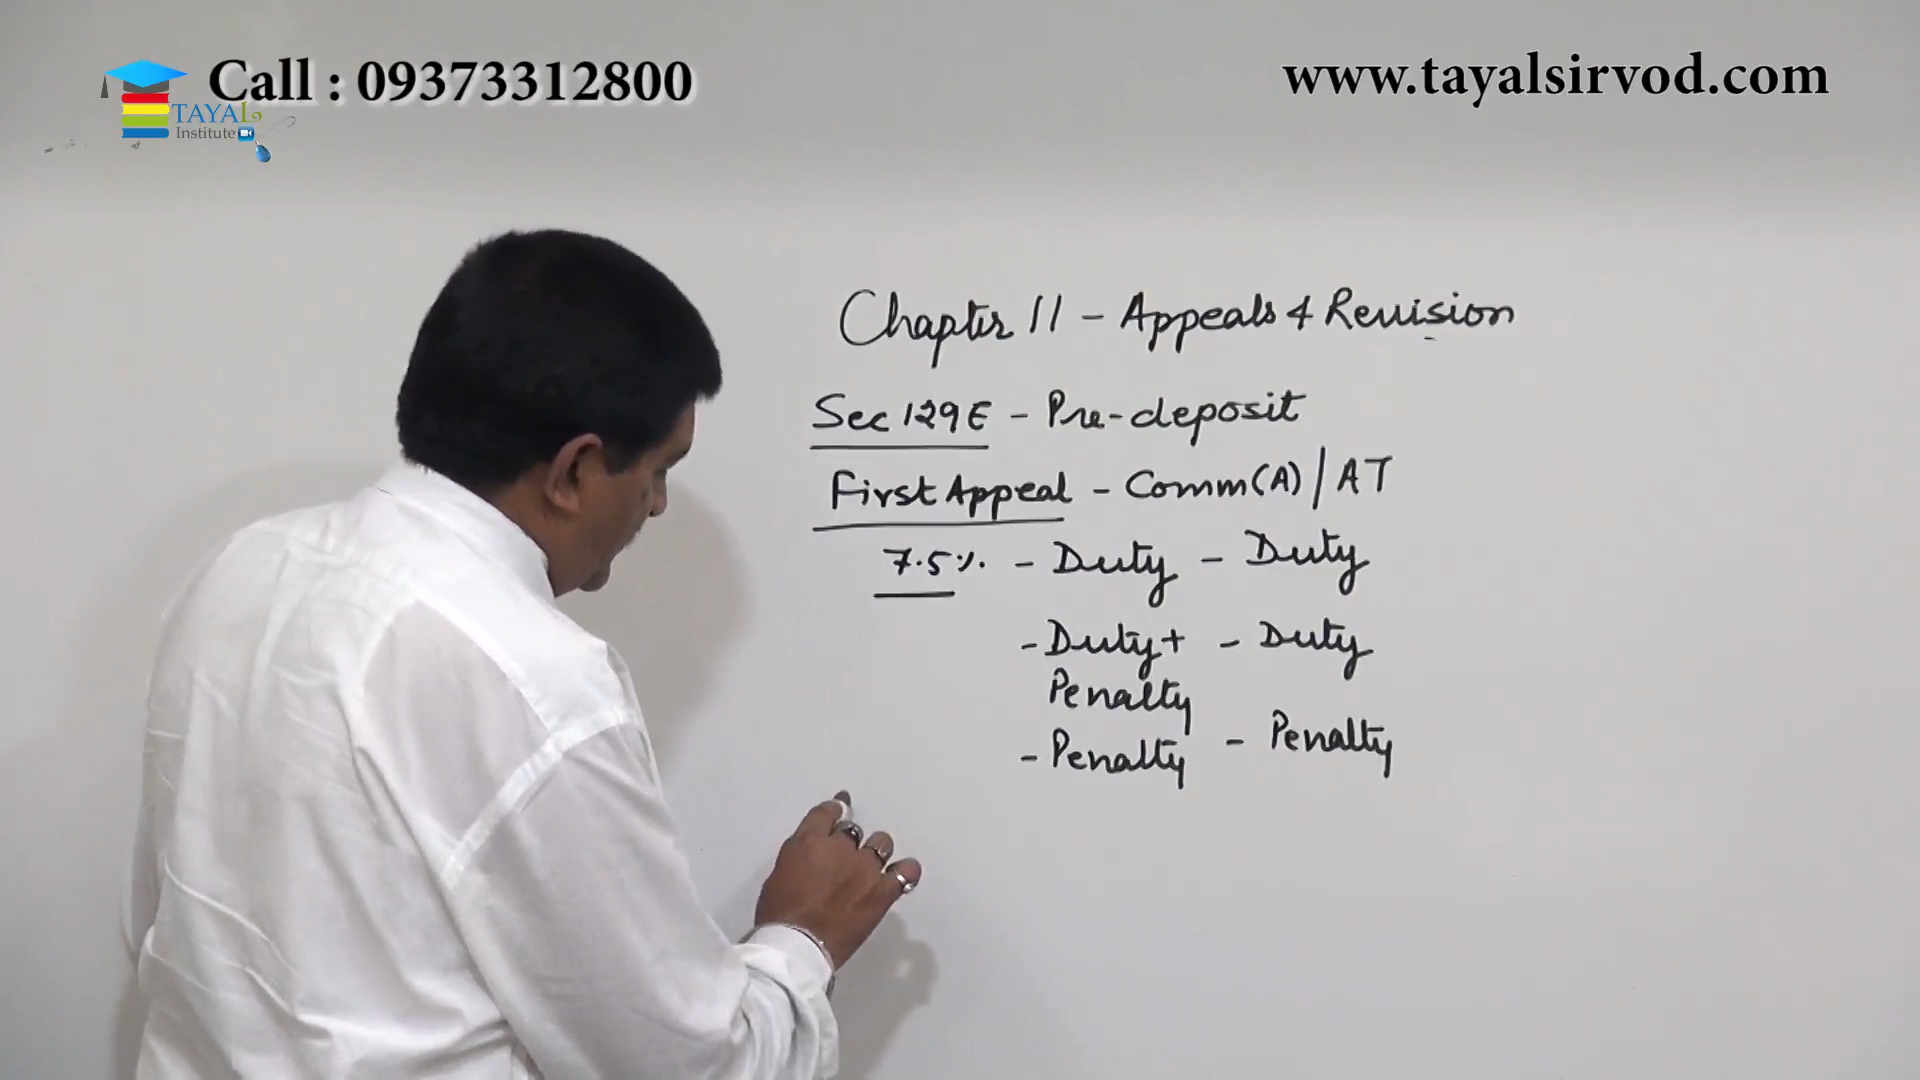 Call : 09373312800
www.tayalsirvod.com
TAYAL
Institute
Chapter 11 - Appeals & Revision
Sec 129E - Pre-deposit
First Appeal - Comm(A) / AT
7.5% - Duty - Duty
- Duty + - Duty
Penalty
- Penalty - Penalty